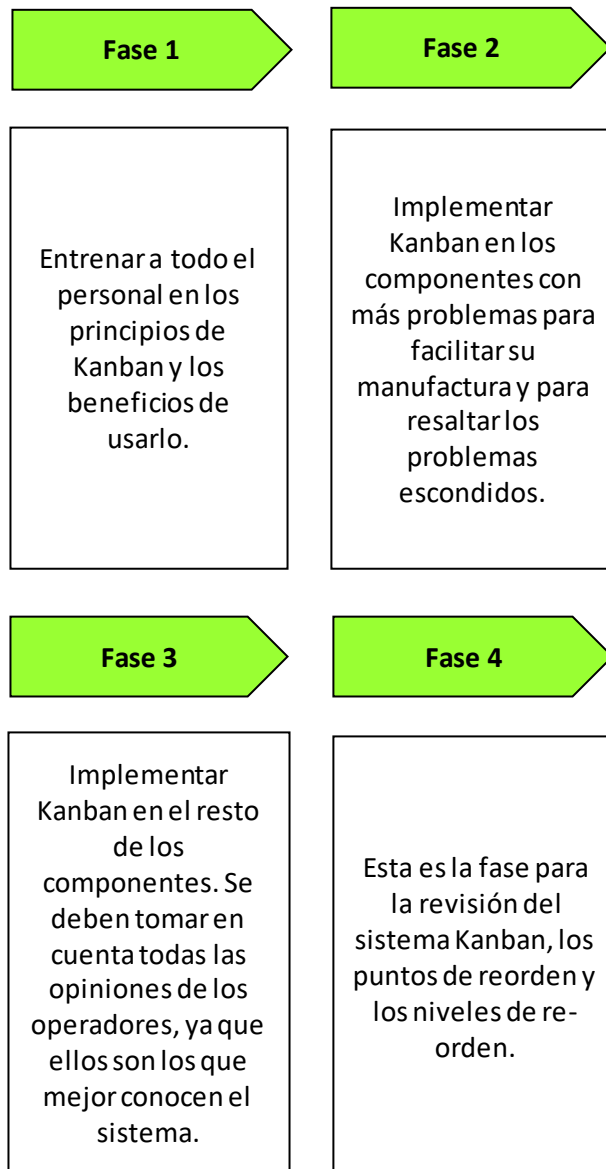 Fase 1
Fase 2
Entrenar a todo el
personal en los
principios de
Kanban y los
beneficios de
usarlo.
Implementar
Kanban en los
componentes con
más problemas para
facilitar su
manufactura y para
resaltar los
problemas
escondidos.
Fase 3
Fase 4
Implementar
Kanban en el resto
de los
componentes. Se
deben tomar en
cuenta todas las
opiniones de los
operadores, ya que
ellos son los que
mejor conocen el
sistema.
Esta es la fase para
la revisión del
sistema Kanban, los
puntos de reorden y
los niveles de re-
orden.